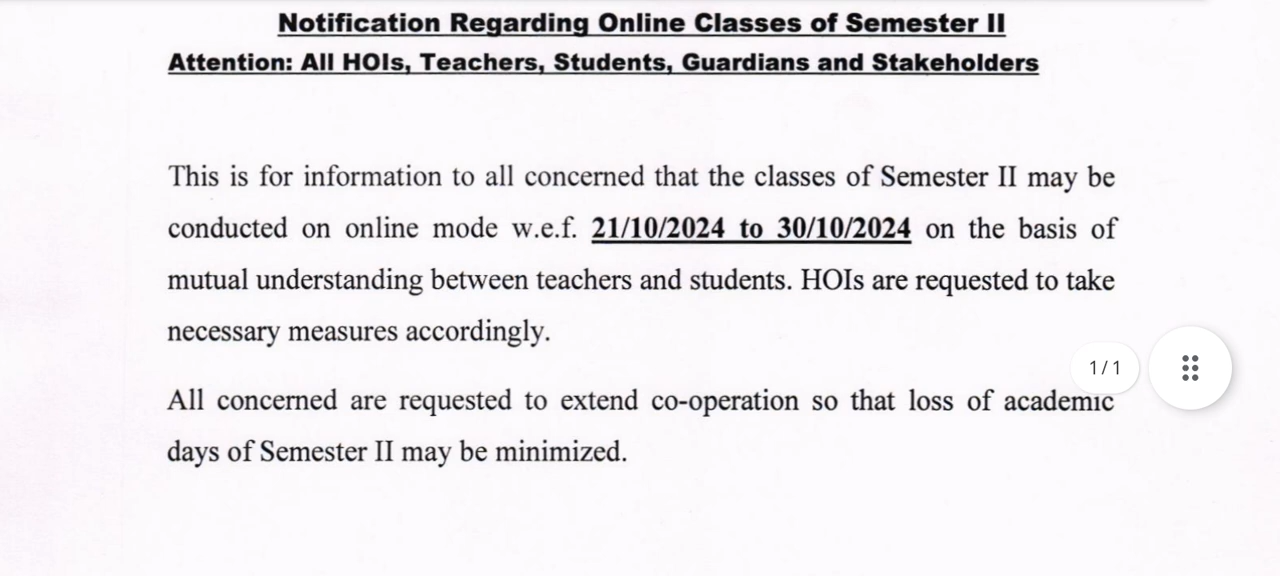 Notification Regarding Online Classes of Semester II
Attention: All HOIs, Teachers, Students, Guardians and Stakeholders
This is for information to all concerned that the classes of Semester II may be
conducted on online mode w.e.f. 21/10/2024 to 30/10/2024 on the basis of
mutual understanding between teachers and students. HOIs are requested to take
necessary measures accordingly.
1/1
All concerned are requested to extend co-operation so that loss of academic
days of Semester II may be minimized.